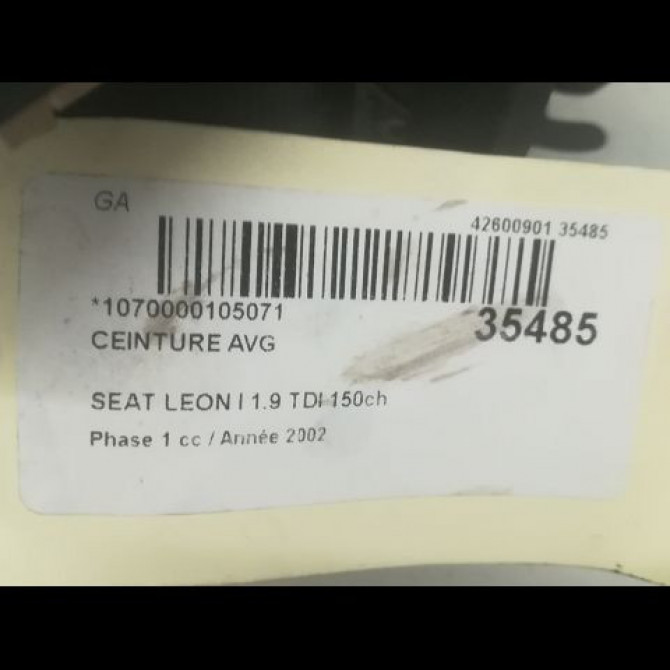 GA
42600901 35485
*1070000105071
35485
CEINTURE AVG
SEAT LEON I 1.9 TDI 150ch
Phase 1 cc / Année 2002